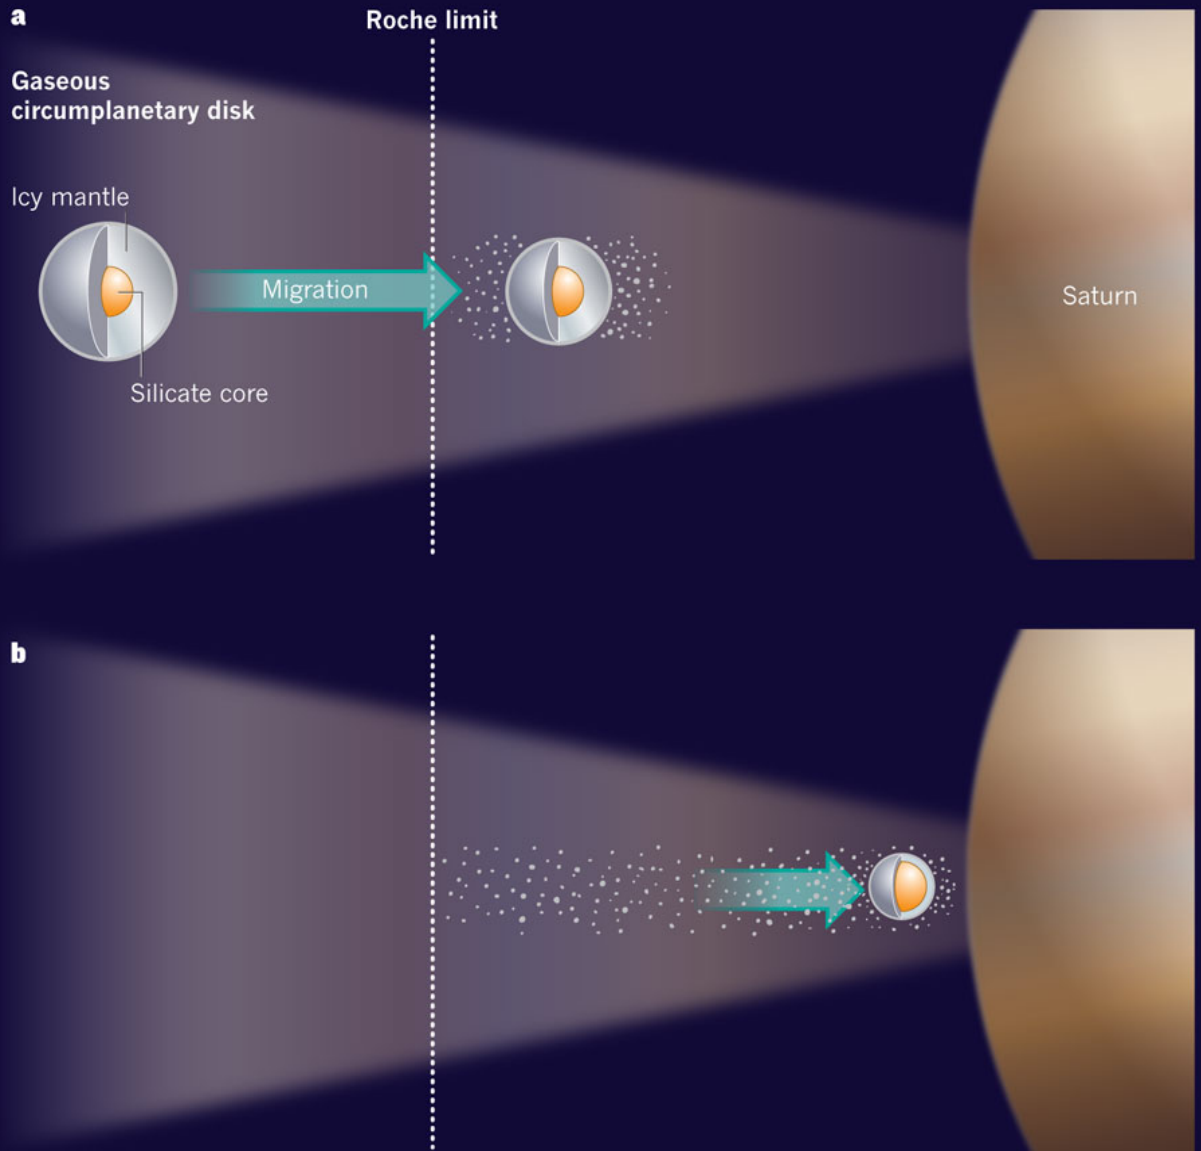 a
Roche limit
Gaseous
circumplanetary disk
Icy mantle
Migration
Saturn
Silicate core
b